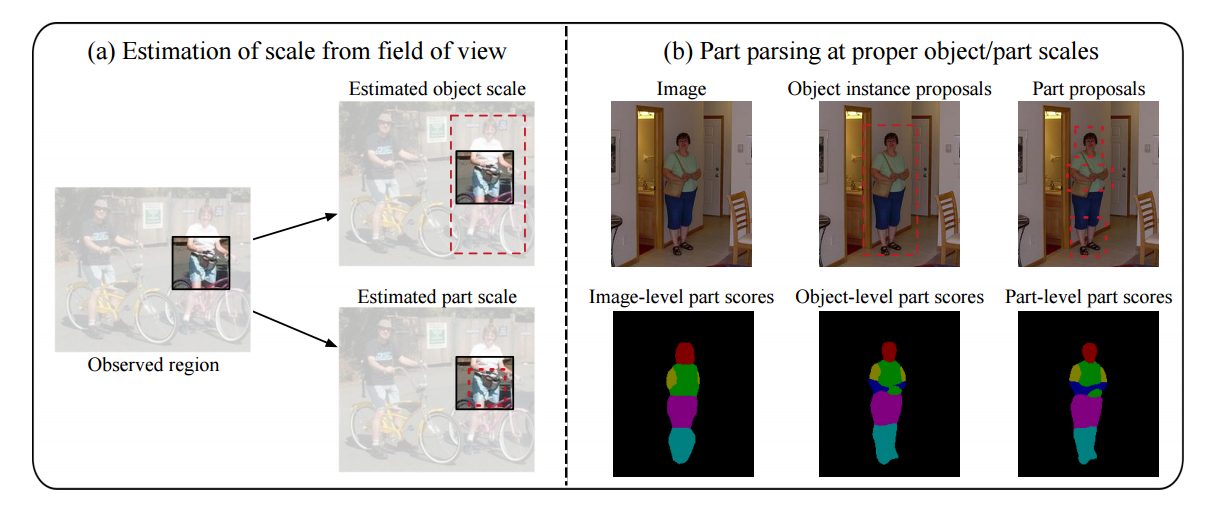 (a) Estimation of scale from field of view
Estimated object scale
Observed region
Estimated part scale
(b) Part parsing at proper object/part scales
Image
Object instance proposals
Part proposals
Image-level part scores
Object-level part scores
Part-level part scores